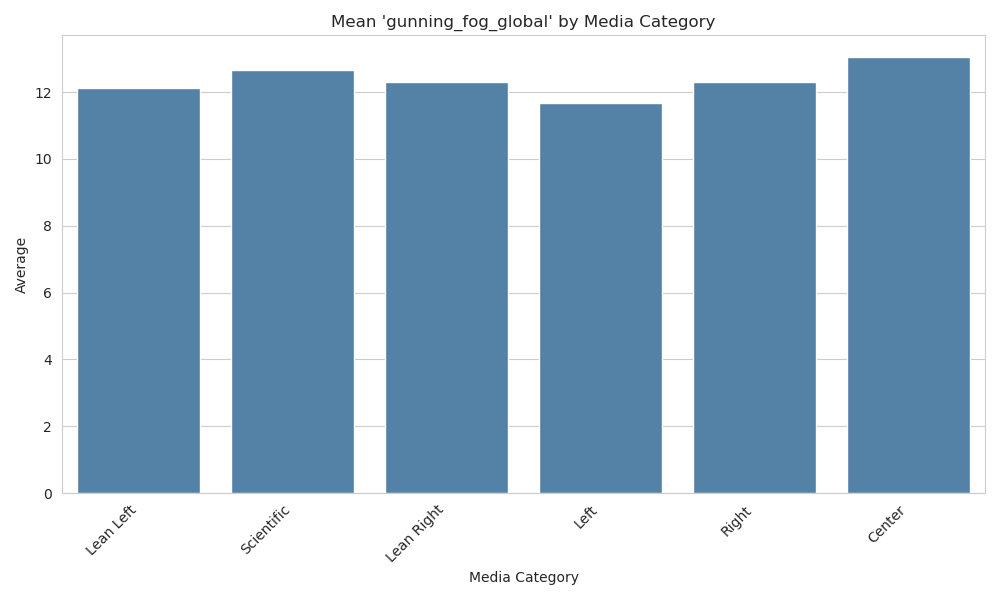 Mean 'gunning_fog_global' by Media Category
Average
12
10
8
6
4
2
0
Lean Left
Scientific
Lean Right
Left
Right
Center
Media Category